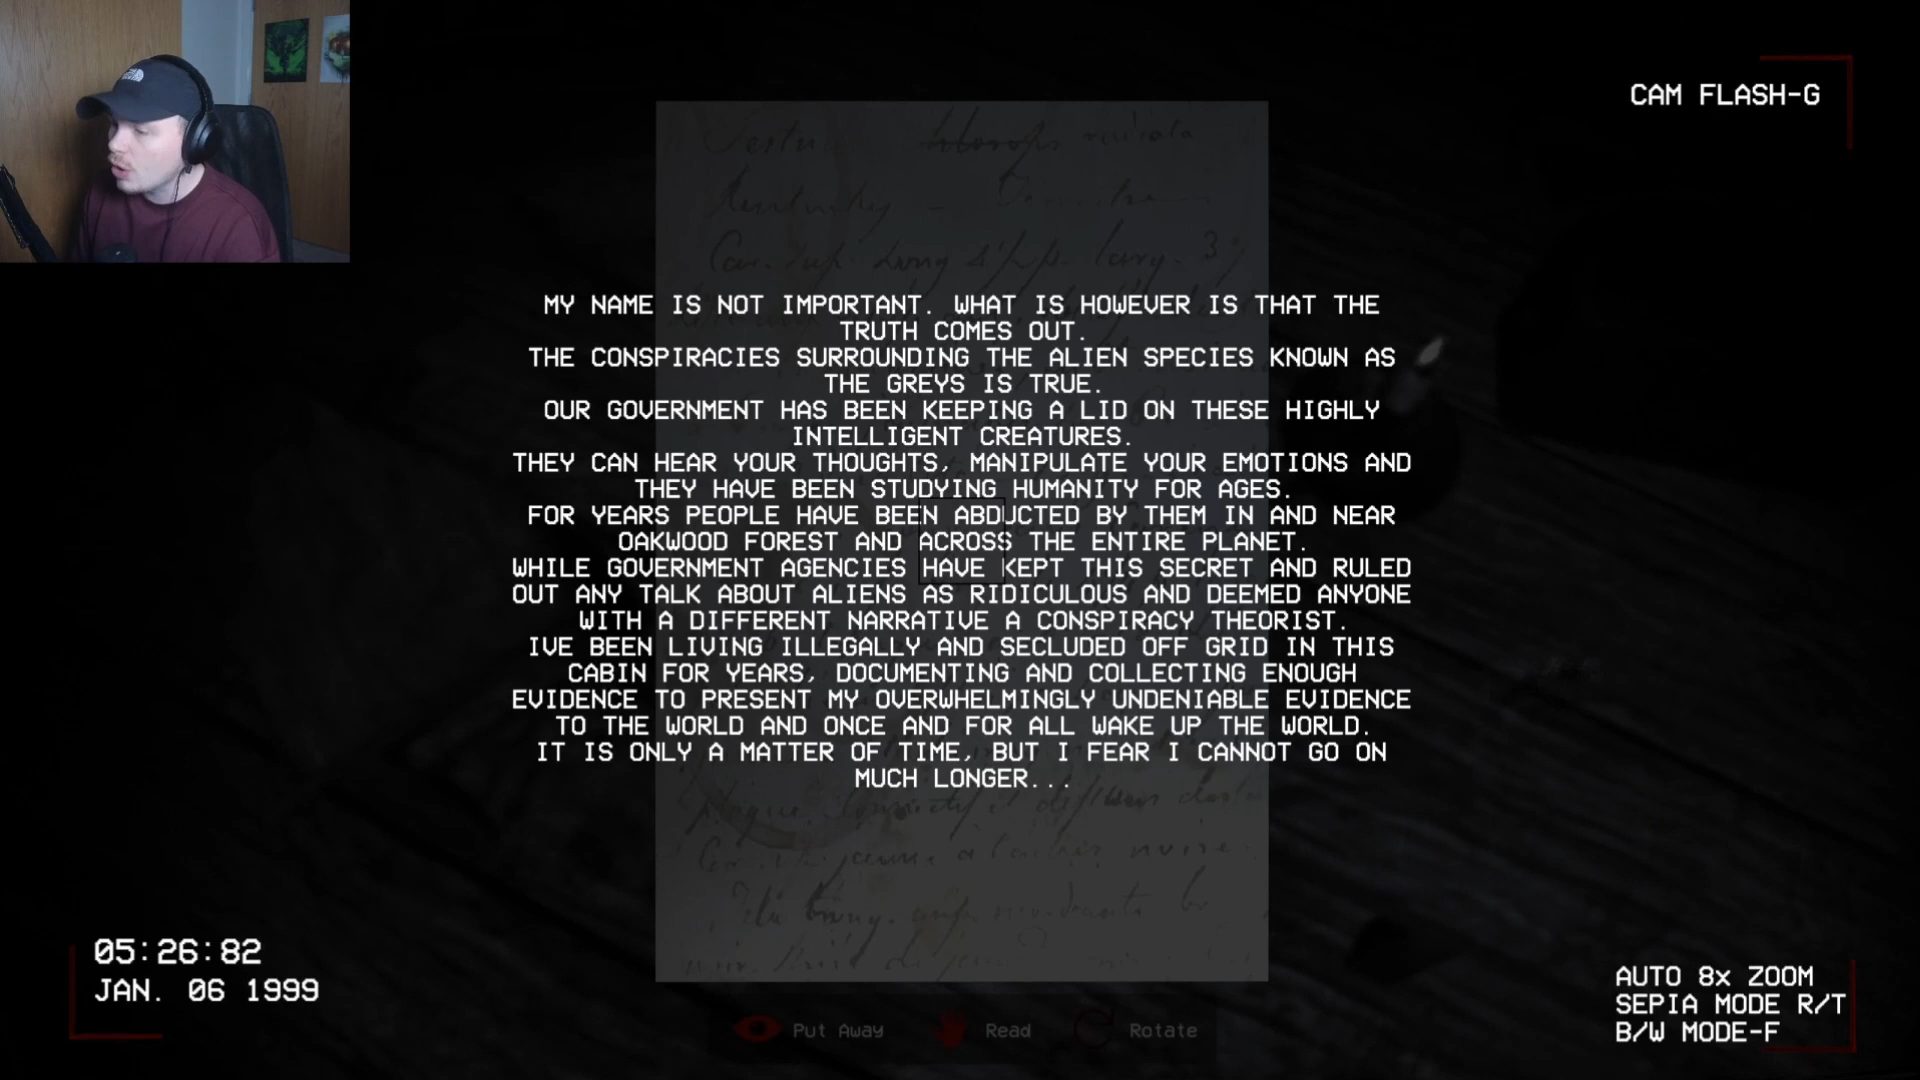 CAM FLASH-G
MY NAME IS NOT IMPORTANT. WHAT IS HOWEVER IS THAT THE
TRUTH COMES OUT.
THE CONSPIRACIES SURROUNDING THE ALIEN SPECIES KNOWN AS
THE GREYS IS TRUE.
OUR GOVERNMENT HAS BEEN KEEPING A LID ON THESE HIGHLY
INTELLIGENT CREATURES.
THEY CAN HEAR YOUR THOUGHTS, MANIPULATE YOUR EMOTIONS AND
THEY HAVE BEEN STUDYING HUMANITY FOR AGES.
FOR YEARS PEOPLE HAVE BEEN ABDUCTED BY THEM IN AND NEAR
OAKWOOD FOREST AND ACROSS THE ENTIRE PLANET.
WHILE GOVERNMENT AGENCIES HAVE KEPT THIS SECRET AND RULED
OUT ANY TALK ABOUT ALIENS AS RIDICULOUS AND DEEMED ANYONE
WITH A DIFFERENT NARRATIVE A CONSPIRACY THEORIST.
IVE BEEN LIVING ILLEGALLY AND SECLUDED OFF GRID IN THIS
CABIN FOR YEARS, DOCUMENTING AND COLLECTING ENOUGH
EVIDENCE TO PRESENT MY OVERWHELMINGLY UNDENIABLE EVIDENCE
TO THE WORLD AND ONCE AND FOR ALL WAKE UP THE WORLD.
IT IS ONLY A MATTER OF TIME, BUT I FEAR I CANNOT GO ON
MUCH LONGER...
05:26:82
JAN. 06 1999
Put Away
Read
Rotate
AUTO 8x ZOOM
SEPIA MODE R/T
B/W MODE-F